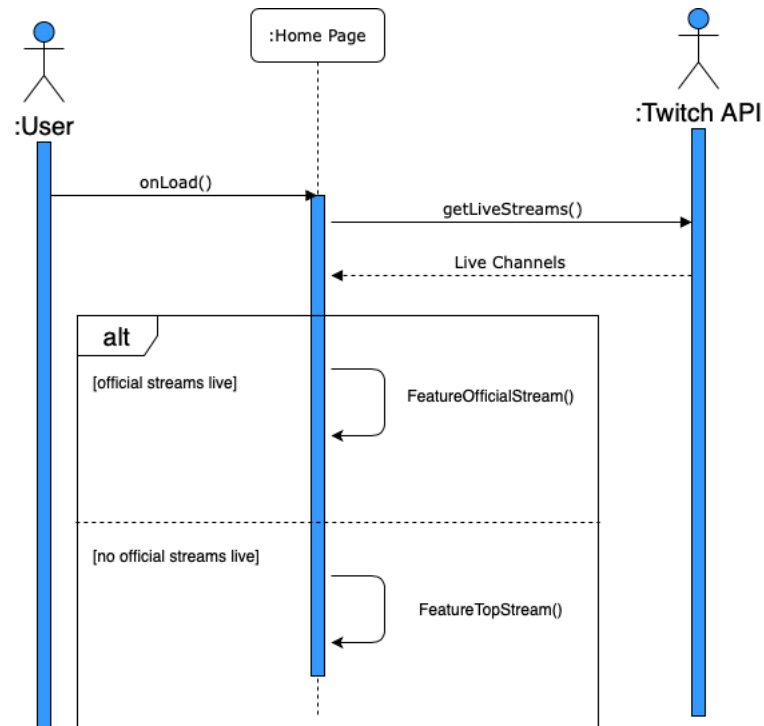 :Home Page
:User
:Twitch API
onLoad()
getLiveStreams()
Live Channels
alt
[official streams live]
FeatureOfficialStream()
[no official streams live]
FeatureTopStream()